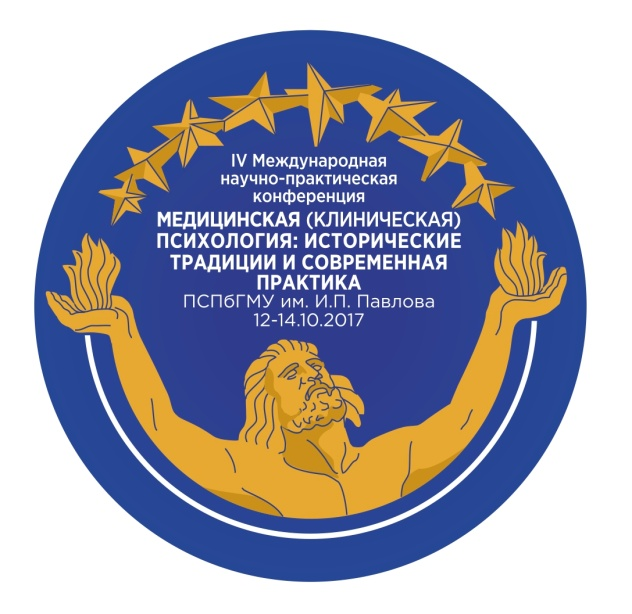 IV Международная
научно-практическая
конференция
МЕДИЦИНСКАЯ (КЛИНИЧЕСКАЯ)
ПСИХОЛОГИЯ: ИСТОРИЧЕСКИЕ
ТРАДИЦИИ И СОВРЕМЕННАЯ
ПРАКТИКА
ПСПбГМУ им. И.П. Павлова
12-14.10.2017